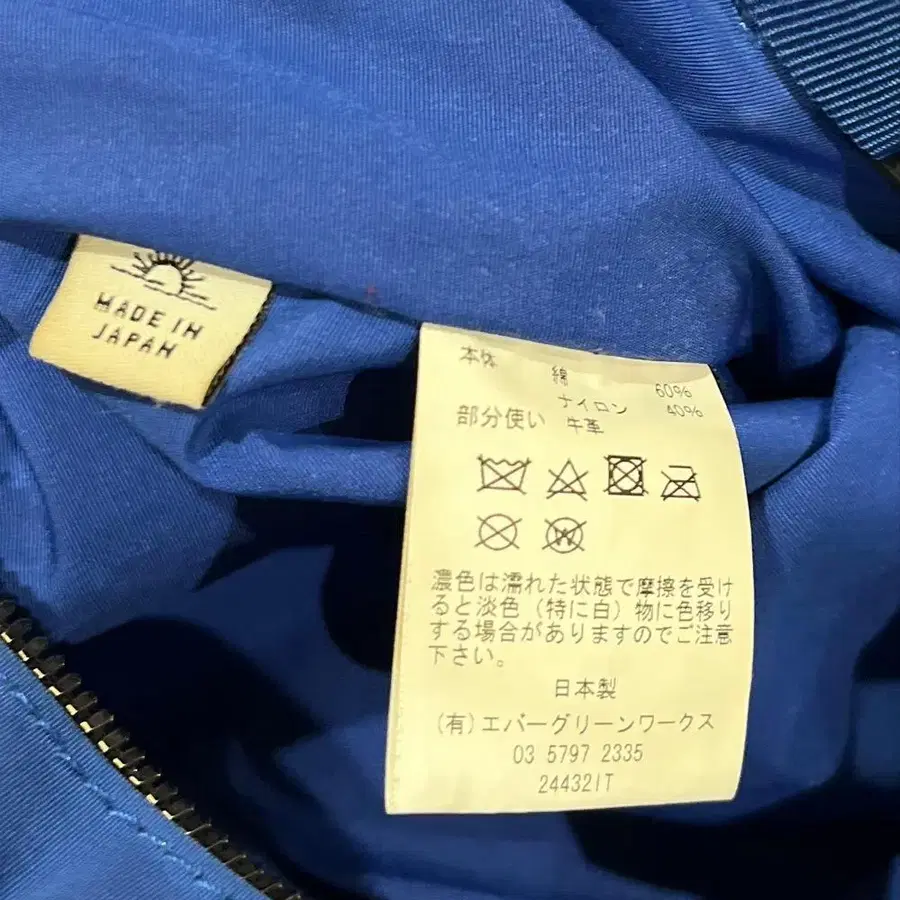 MADE IN
JAPAN
本体 綿 60%
ナイロン 40%
部分使い 牛革
W
濃色は濡れた状態で摩擦を受け
ると淡色（特に白）物に色移り
する場合がありますのでご注意
下さい。
日本製
(有)エバーグリーンワークス
03 5797 2335
24432IT